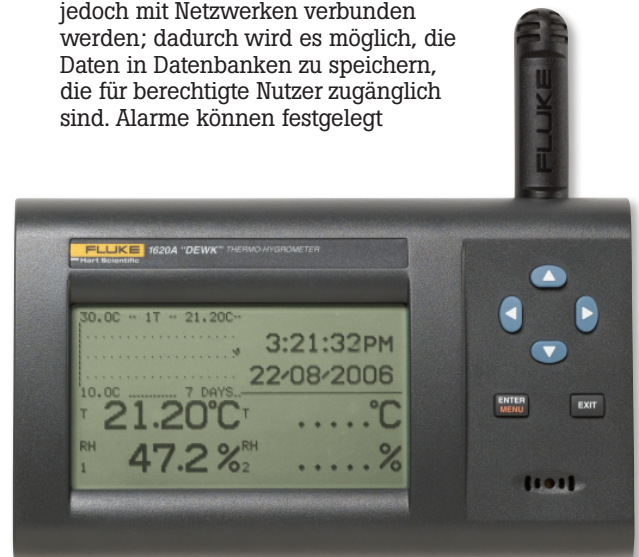 jedoch mit Netzwerken verbunden
werden; dadurch wird es möglich, die
Daten in Datenbanken zu speichern,
die für berechtigte Nutzer zugänglich
sind. Alarme können festgelegt
FLUKE
FLUKE 1620A "DEWK" THERMO-HYGROMETER
Hart Scientific
30.0C -- 1T -- 21.20C--
3:21:32PM
22/08/2006
10.0C ............ 7 DAYS..
T 21.20°C T .....°C
RH 1 47.2 % RH 2 .....%
ENTER
MENU
EXIT